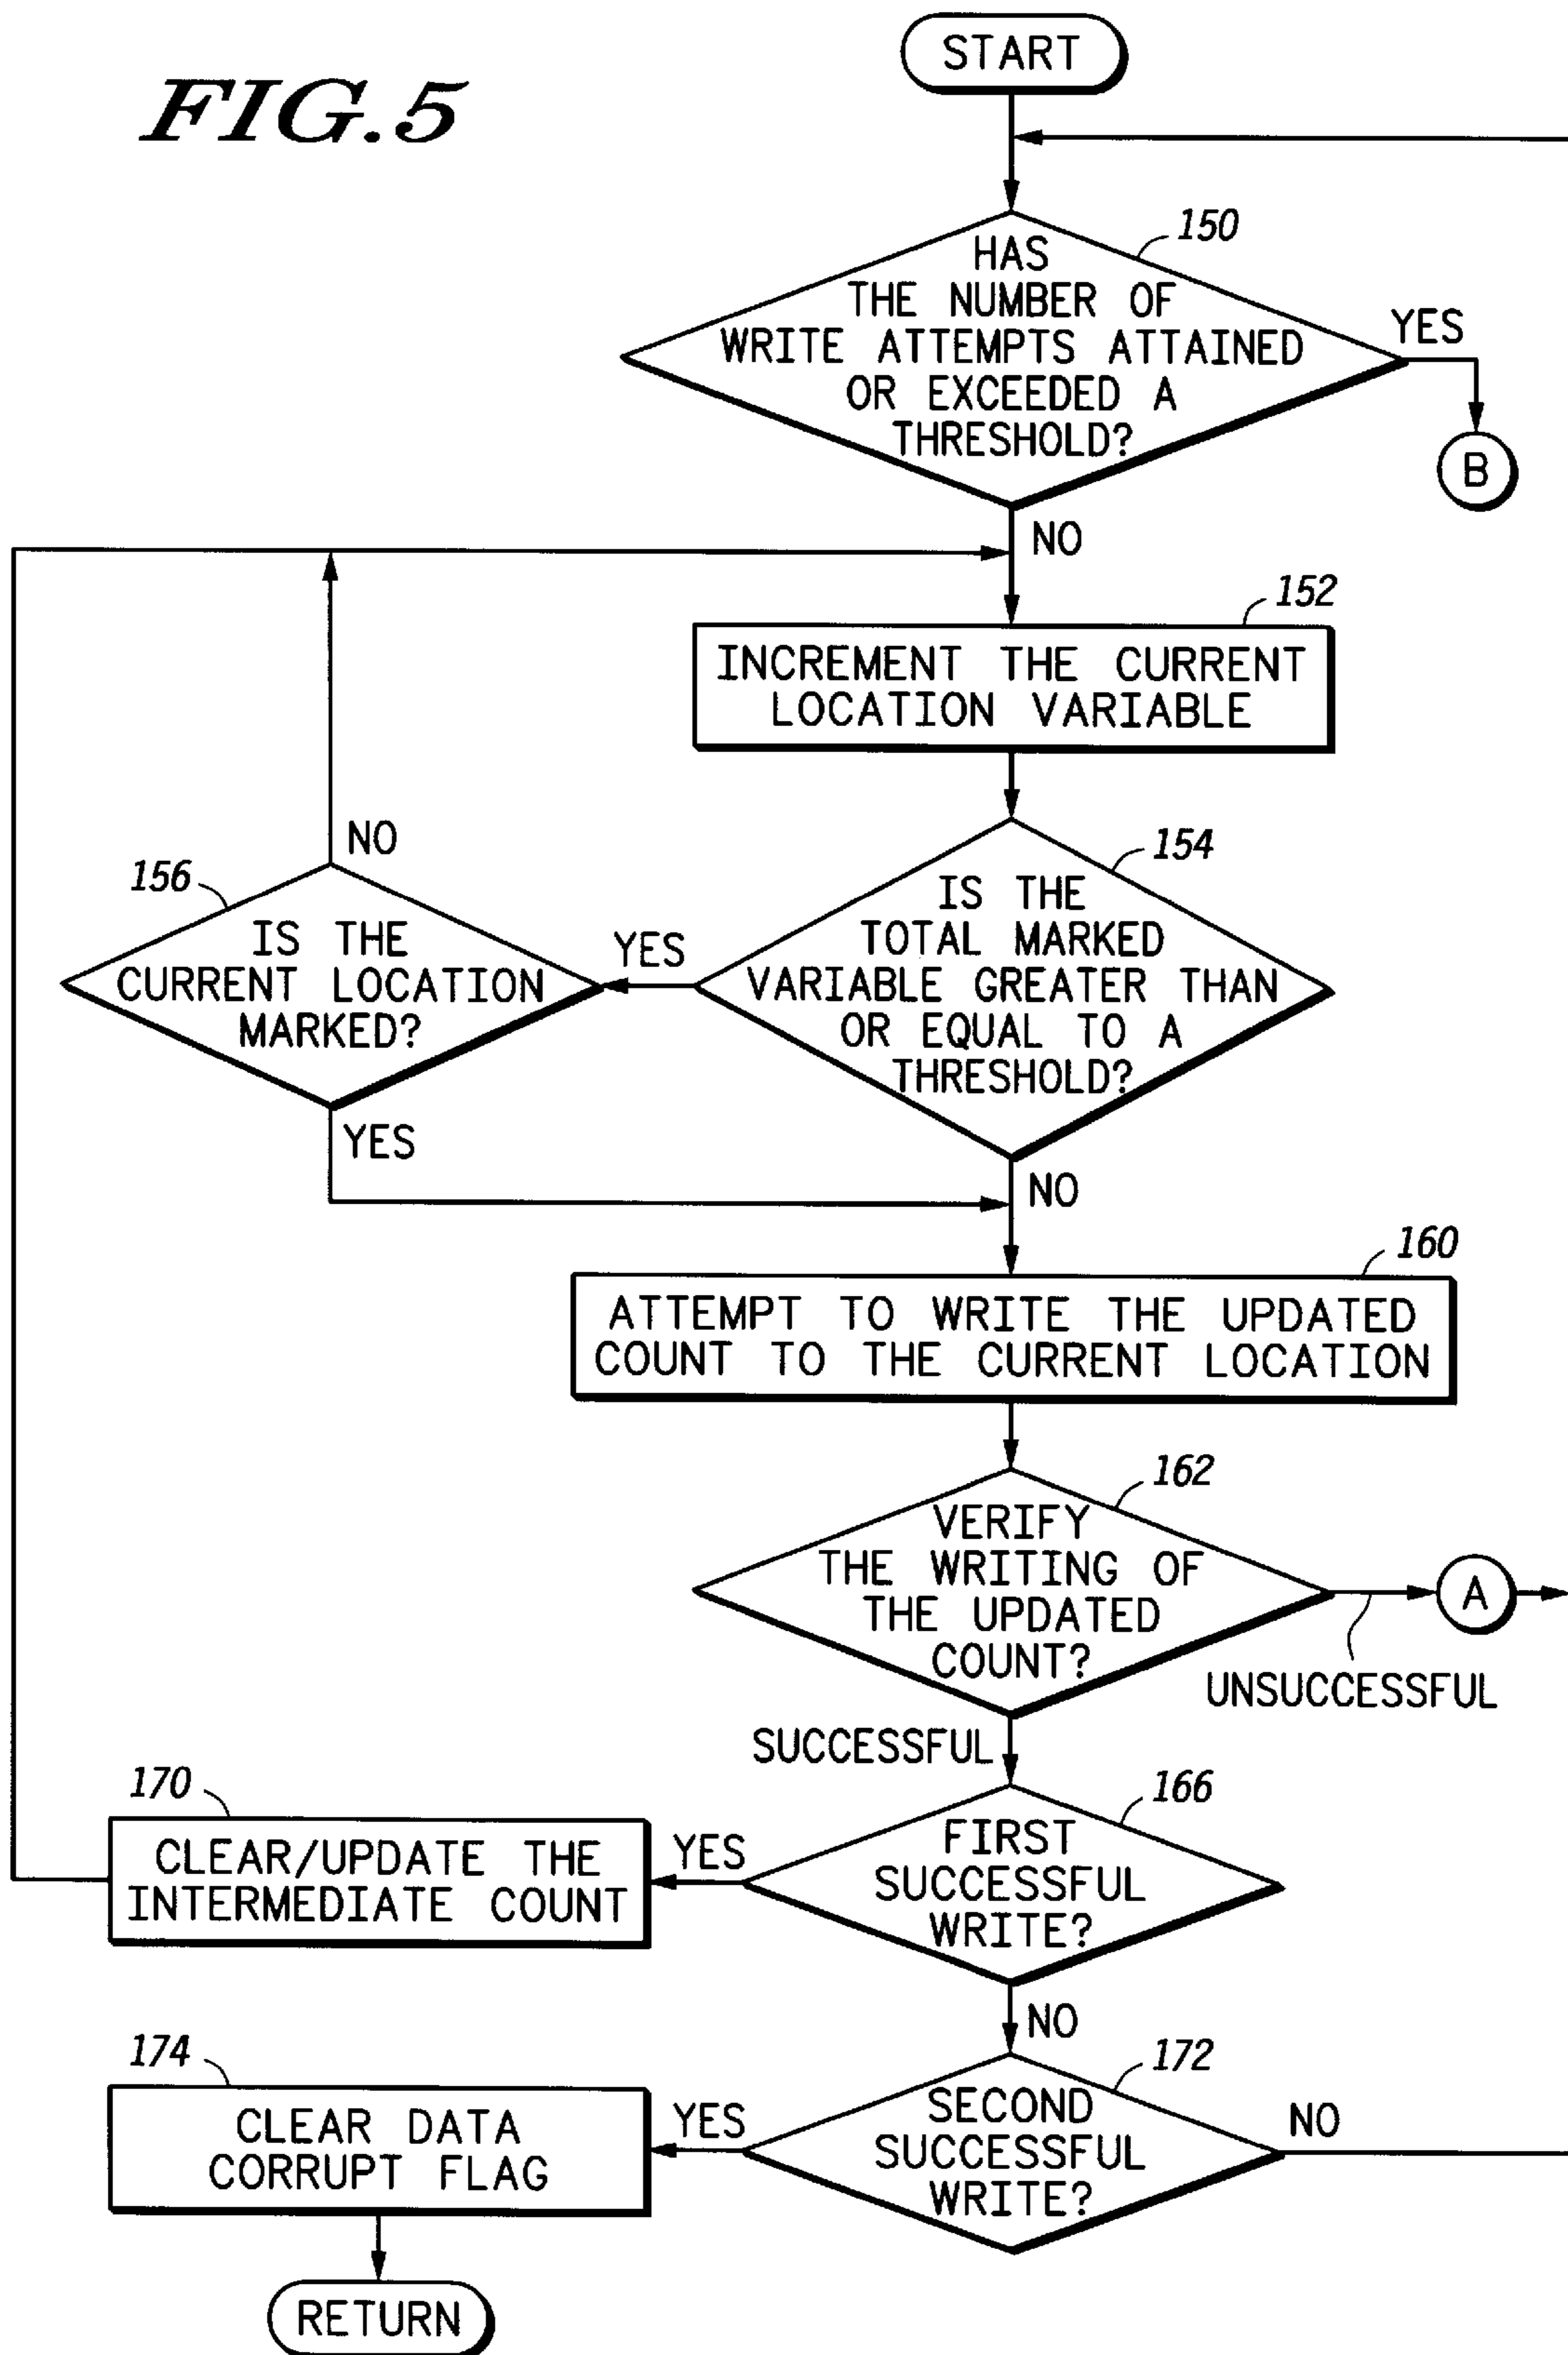 FIG.5
START
150
HAS
THE NUMBER OF
WRITE ATTEMPTS ATTAINED
OR EXCEEDED A
THRESHOLD?
YES
B
NO
152
INCREMENT THE CURRENT
LOCATION VARIABLE
154
IS THE
TOTAL MARKED
VARIABLE GREATER THAN
OR EQUAL TO A
THRESHOLD?
YES
156
IS THE
CURRENT LOCATION
MARKED?
NO
YES
NO
160
ATTEMPT TO WRITE THE UPDATED
COUNT TO THE CURRENT LOCATION
162
VERIFY
THE WRITING OF
THE UPDATED
COUNT?
A
UNSUCCESSFUL
SUCCESSFUL
166
FIRST
SUCCESSFUL
WRITE?
YES
170
CLEAR/UPDATE THE
INTERMEDIATE COUNT
NO
172
SECOND
SUCCESSFUL
WRITE?
NO
YES
174
CLEAR DATA
CORRUPT FLAG
RETURN